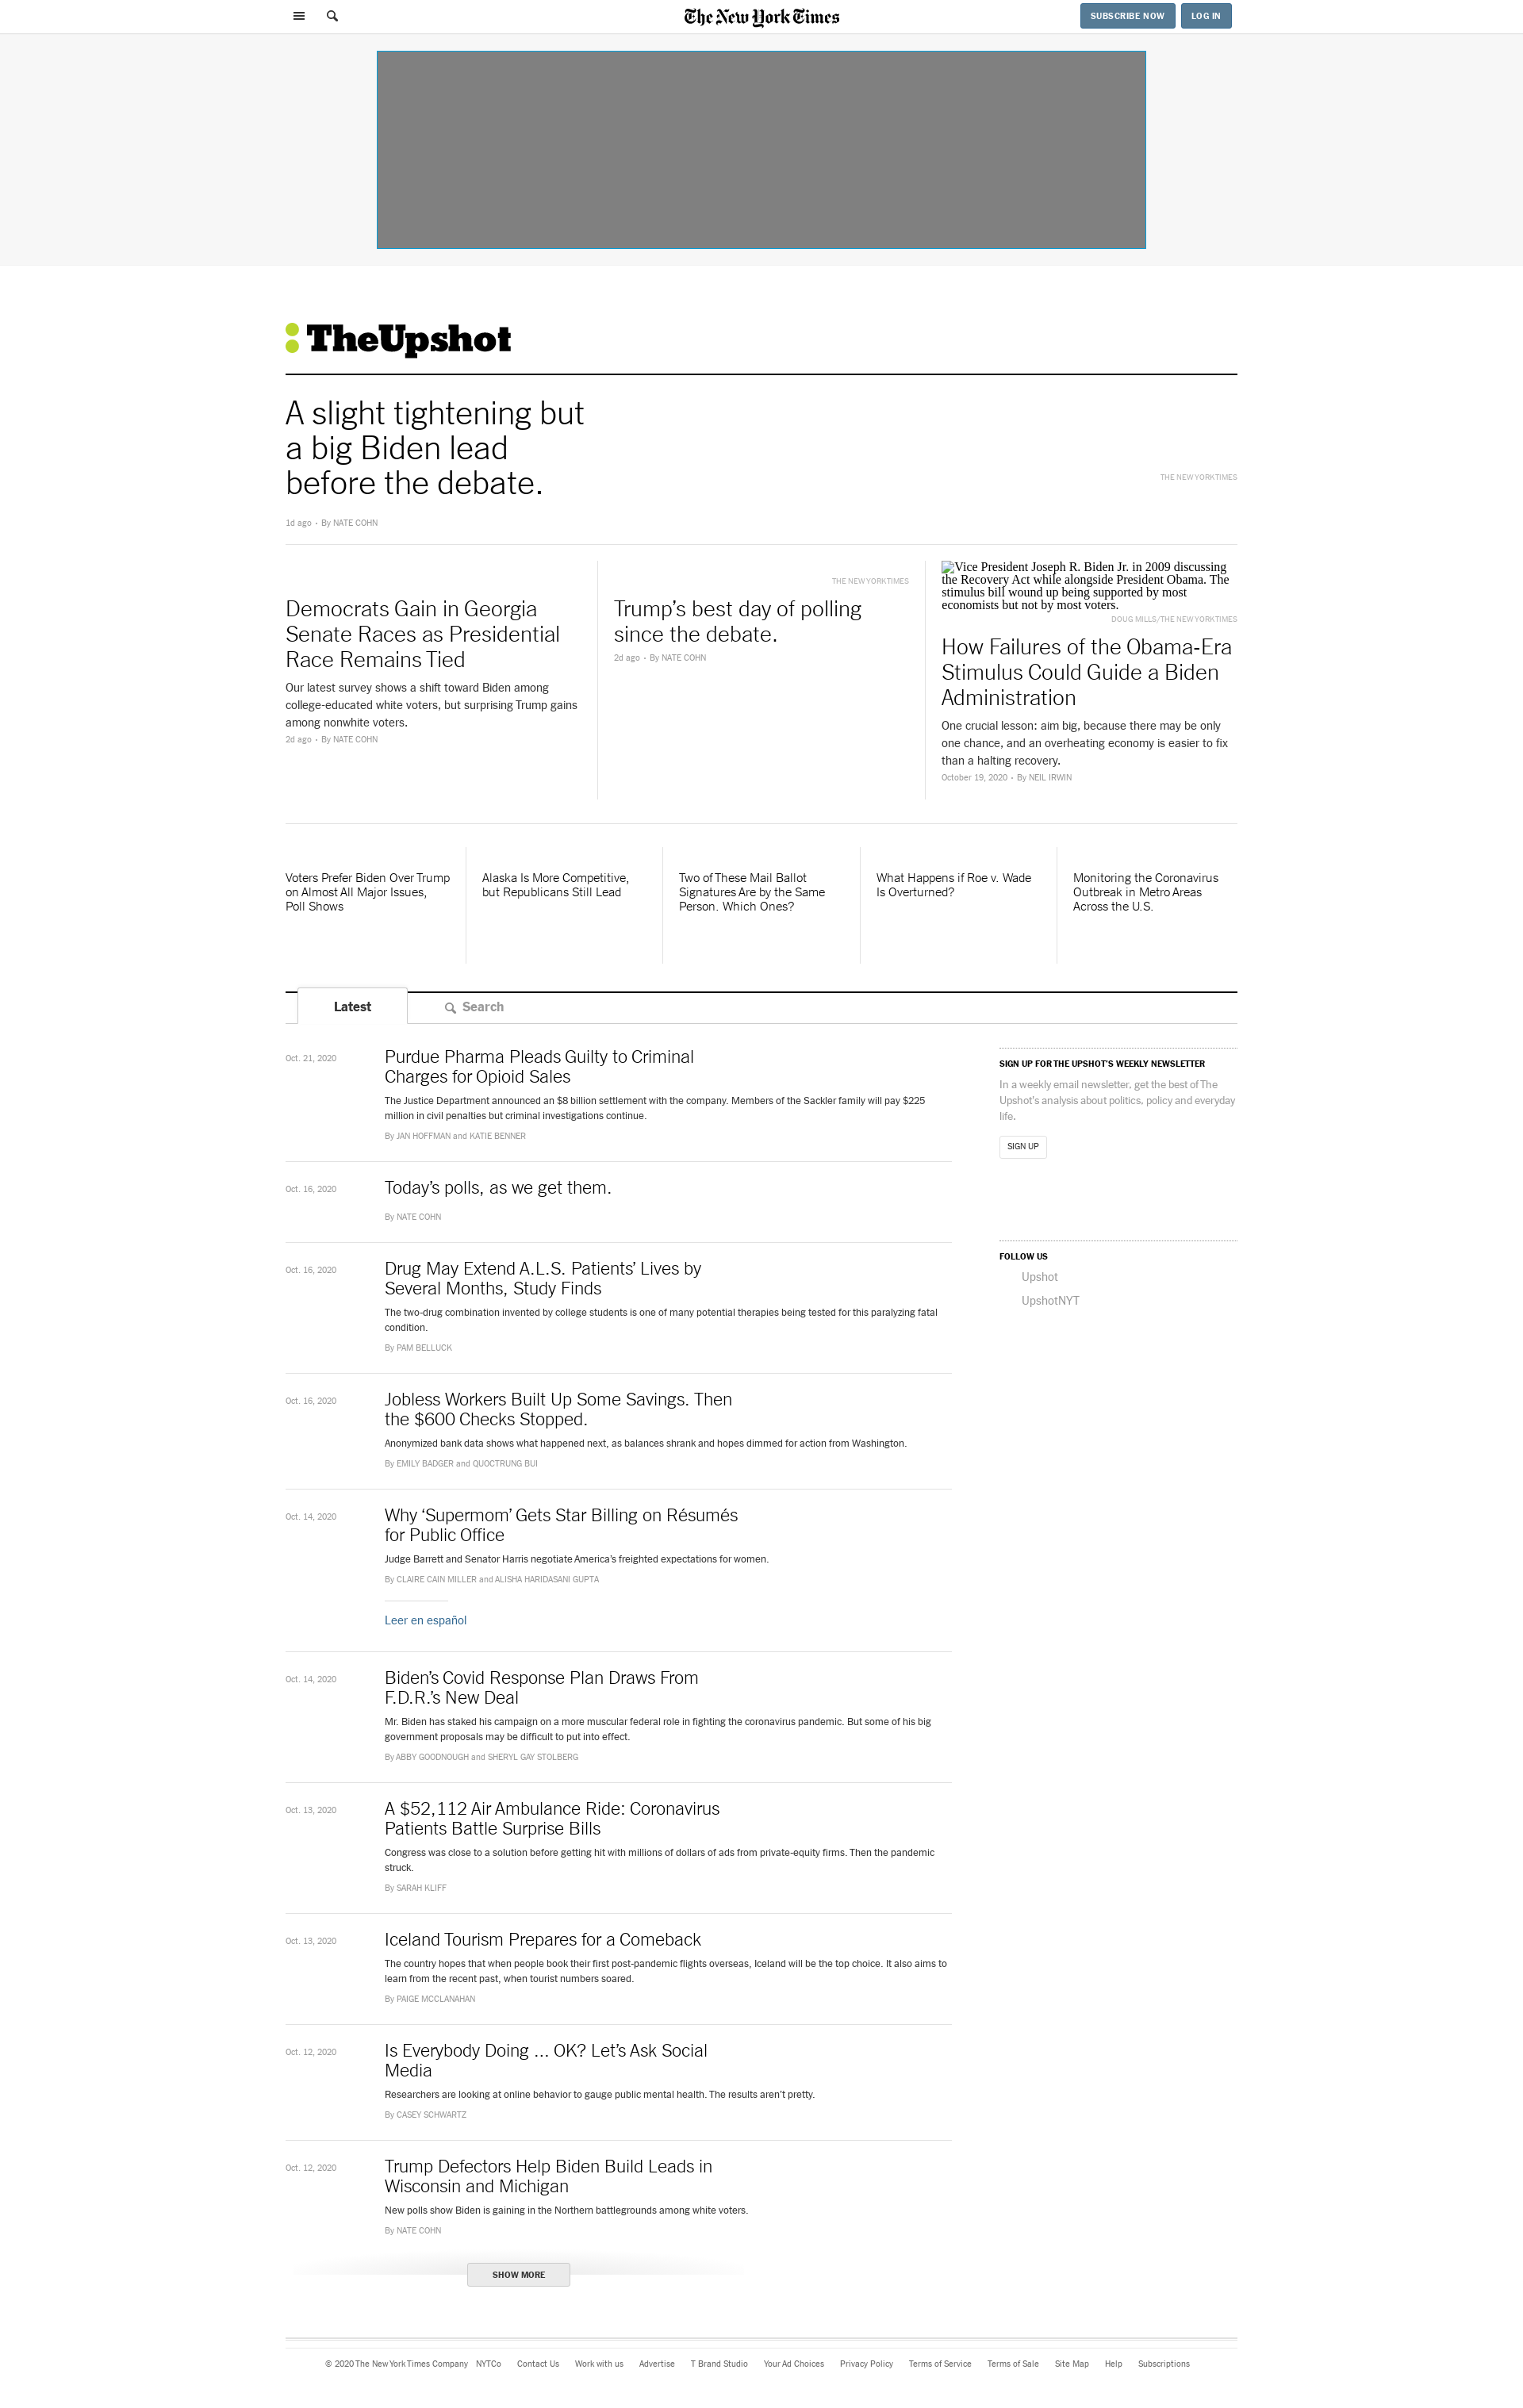 The New York Times
SUBSCRIBE NOW
LOG IN
TheUpshot
A slight tightening but
a big Biden lead
before the debate.
THE NEW YORK TIMES
1d ago • By NATE COHN
Democrats Gain in Georgia
Senate Races as Presidential
Race Remains Tied
Our latest survey shows a shift toward Biden among
college-educated white voters, but surprising Trump gains
among nonwhite voters.
2d ago • By NATE COHN
THE NEW YORK TIMES
Trump’s best day of polling
since the debate.
2d ago • By NATE COHN
Vice President Joseph R. Biden Jr. in 2009 discussing
the Recovery Act while alongside President Obama. The
stimulus bill wound up being supported by most
economists but not by most voters.
DOUG MILLS/THE NEW YORK TIMES
How Failures of the Obama-Era
Stimulus Could Guide a Biden
Administration
One crucial lesson: aim big, because there may be only
one chance, and an overheating economy is easier to fix
than a halting recovery.
October 19, 2020 • By NEIL IRWIN
Voters Prefer Biden Over Trump
on Almost All Major Issues,
Poll Shows
Alaska Is More Competitive,
but Republicans Still Lead
Two of These Mail Ballot
Signatures Are by the Same
Person. Which Ones?
What Happens if Roe v. Wade
Is Overturned?
Monitoring the Coronavirus
Outbreak in Metro Areas
Across the U.S.
Latest
Search
Oct. 21, 2020
Purdue Pharma Pleads Guilty to Criminal
Charges for Opioid Sales
The Justice Department announced an $8 billion settlement with the company. Members of the Sackler family will pay $225
million in civil penalties but criminal investigations continue.
By JAN HOFFMAN and KATIE BENNER
Oct. 16, 2020
Today’s polls, as we get them.
By NATE COHN
Oct. 16, 2020
Drug May Extend A.L.S. Patients’ Lives by
Several Months, Study Finds
The two-drug combination invented by college students is one of many potential therapies being tested for this paralyzing fatal
condition.
By PAM BELLUCK
Oct. 16, 2020
Jobless Workers Built Up Some Savings. Then
the $600 Checks Stopped.
Anonymized bank data shows what happened next, as balances shrank and hopes dimmed for action from Washington.
By EMILY BADGER and QUOCTRUNG BUI
Oct. 14, 2020
Why ‘Supermom’ Gets Star Billing on Résumés
for Public Office
Judge Barrett and Senator Harris negotiate America’s freighted expectations for women.
By CLAIRE CAIN MILLER and ALISHA HARIDASANI GUPTA
Leer en español
Oct. 14, 2020
Biden’s Covid Response Plan Draws From
F.D.R.’s New Deal
Mr. Biden has staked his campaign on a more muscular federal role in fighting the coronavirus pandemic. But some of his big
government proposals may be difficult to put into effect.
By ABBY GOODNOUGH and SHERYL GAY STOLBERG
Oct. 13, 2020
A $52,112 Air Ambulance Ride: Coronavirus
Patients Battle Surprise Bills
Congress was close to a solution before getting hit with millions of dollars of ads from private-equity firms. Then the pandemic
struck.
By SARAH KLIFF
Oct. 13, 2020
Iceland Tourism Prepares for a Comeback
The country hopes that when people book their first post-pandemic flights overseas, Iceland will be the top choice. It also aims to
learn from the recent past, when tourist numbers soared.
By PAIGE MCCLANAHAN
Oct. 12, 2020
Is Everybody Doing … OK? Let’s Ask Social
Media
Researchers are looking at online behavior to gauge public mental health. The results aren’t pretty.
By CASEY SCHWARTZ
Oct. 12, 2020
Trump Defectors Help Biden Build Leads in
Wisconsin and Michigan
New polls show Biden is gaining in the Northern battlegrounds among white voters.
By NATE COHN
SHOW MORE
SIGN UP FOR THE UPSHOT’S WEEKLY NEWSLETTER
In a weekly email newsletter, get the best of The
Upshot’s analysis about politics, policy and everyday
life.
SIGN UP
FOLLOW US
Upshot
UpshotNYT
© 2020 The New York Times Company NYTCo Contact Us Work with us Advertise T Brand Studio Your Ad Choices Privacy Policy Terms of Service Terms of Sale Site Map Help Subscriptions